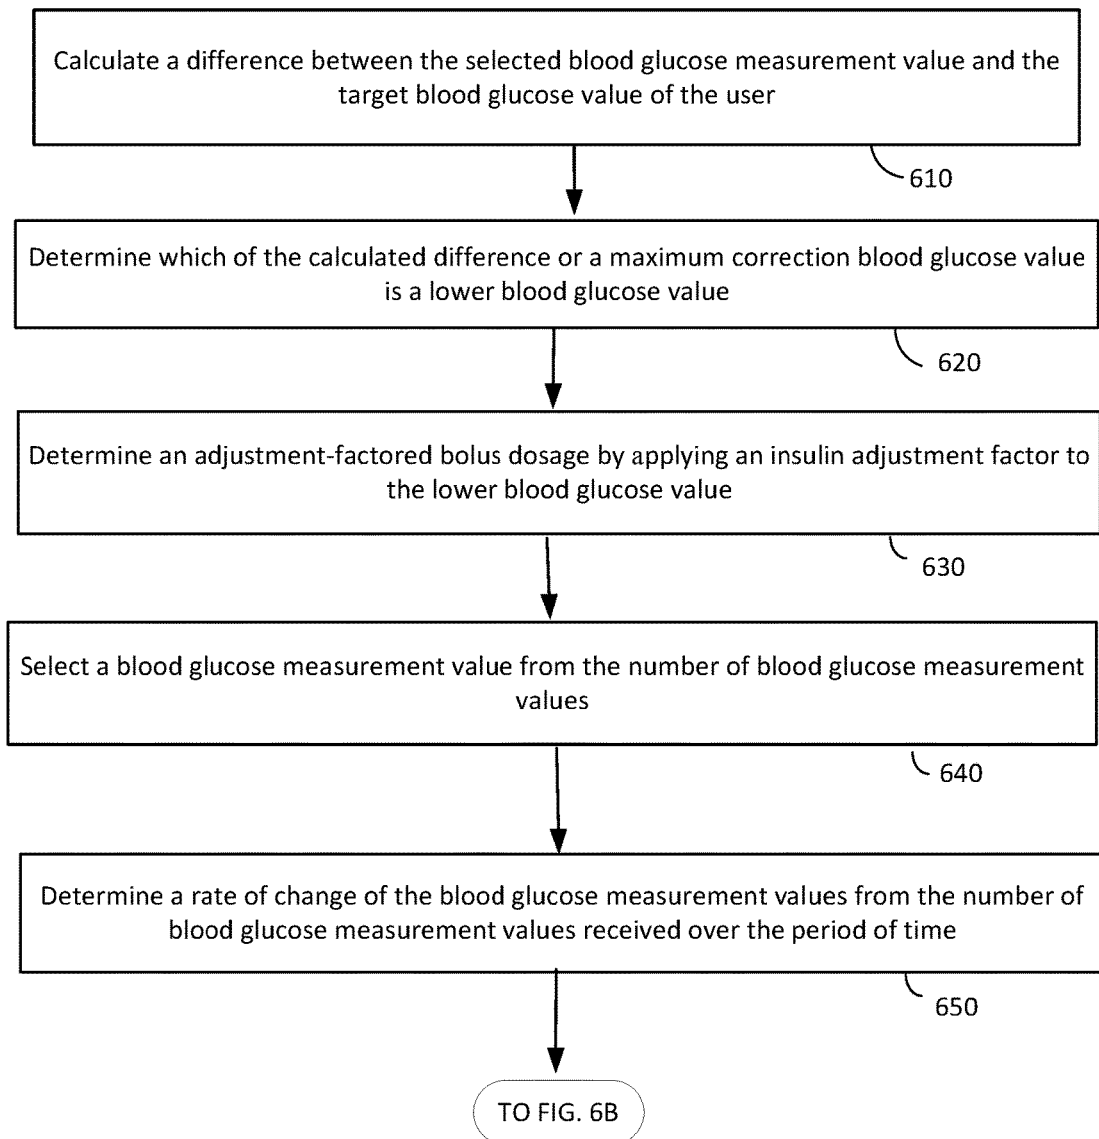 Calculate a difference between the selected blood glucose measurement value and the
target blood glucose value of the user
610
Determine which of the calculated difference or a maximum correction blood glucose value
is a lower blood glucose value
620
Determine an adjustment-factored bolus dosage by applying an insulin adjustment factor to
the lower blood glucose value
630
Select a blood glucose measurement value from the number of blood glucose measurement
values
640
Determine a rate of change of the blood glucose measurement values from the number of
blood glucose measurement values received over the period of time
650
TO FIG. 6B